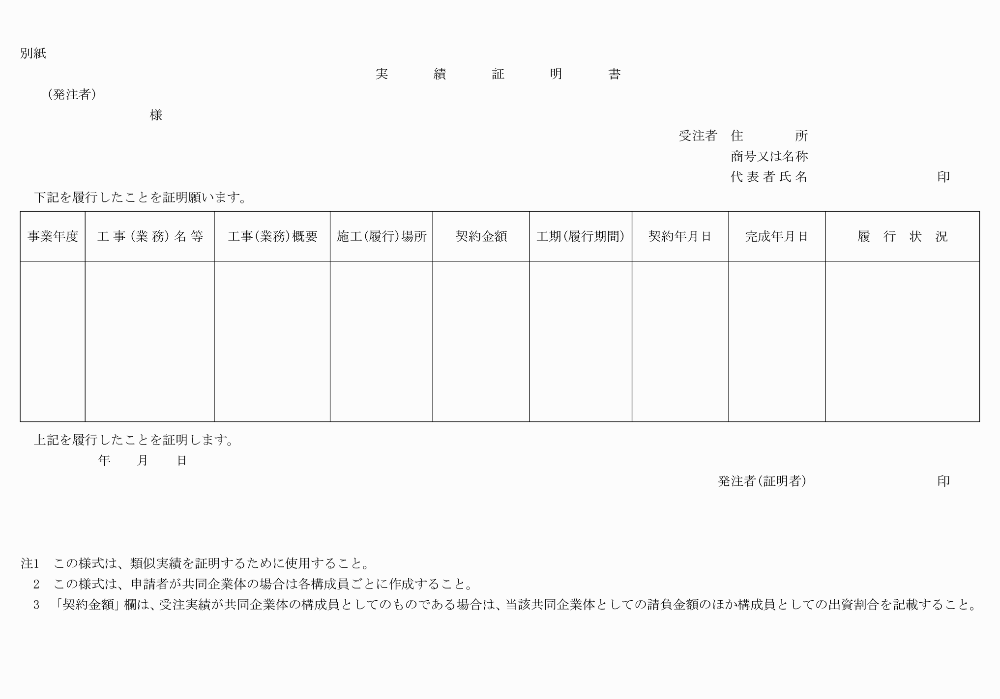 別紙
実　績　証　明　書
（発注者）
様
受注者　住　　　　所
商号又は名称
代表者氏名　　　　　印
下記を履行したことを証明願います。
事業年度　工事（業務）名等　工事（業務）概要　施工（履行）場所　契約金額　工期（履行期間）　契約年月日　完成年月日　履　行　状　況
上記を履行したことを証明します。
年　　月　　日
発注者（証明者）　　　　　印
注1　この様式は、類似実績を証明するために使用すること。
2　この様式は、申請者が共同企業体の場合は各構成員ごとに作成すること。
3　「契約金額」欄は、受注実績が共同企業体の構成員としてのものである場合は、当該共同企業体としての請負金額のほか構成員としての出資割合を記載すること。